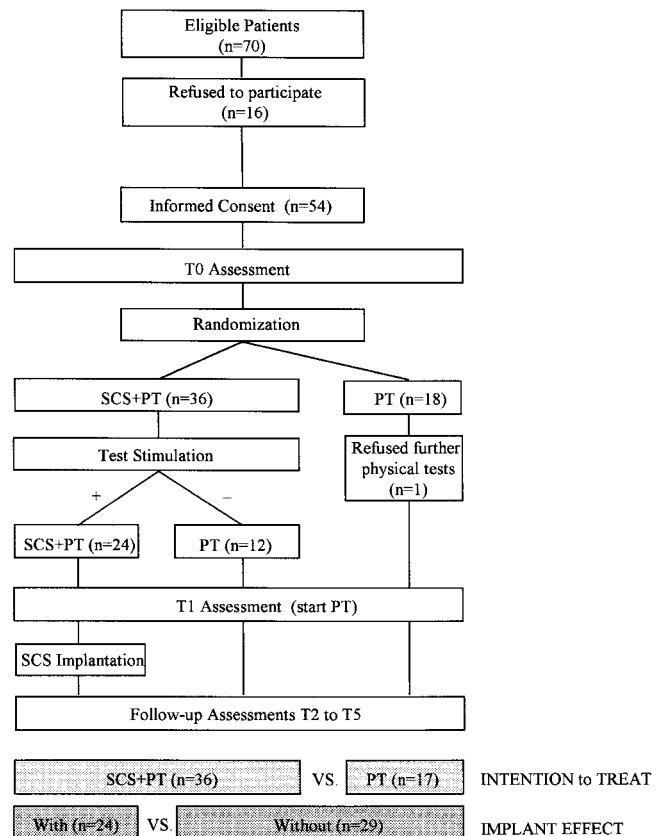 Eligible Patients
(n=70)
Refused to participate
(n=16)
Informed Consent (n=54)
T0 Assessment
Randomization
SCS+PT (n=36)
PT (n=18)
Test Stimulation
Refused further
physical tests
(n=1)
+
–
SCS+PT (n=24)
PT (n=12)
T1 Assessment (start PT)
SCS Implantation
Follow-up Assessments T2 to T5
SCS+PT (n=36) VS. PT (n=17) INTENTION to TREAT
With (n=24) VS. Without (n=29) IMPLANT EFFECT